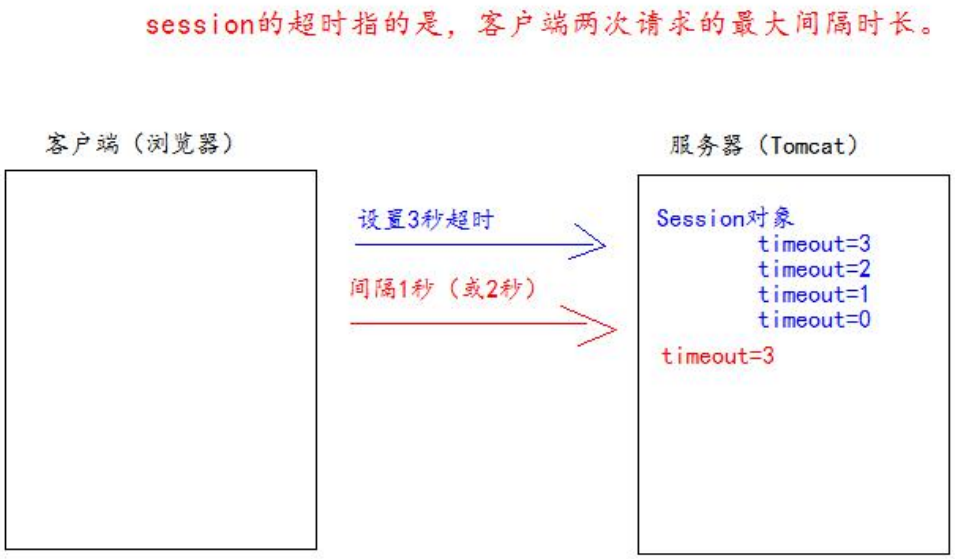 session的超时指的是，客户端两次请求的最大间隔时长。
客户端（浏览器）
服务器（Tomcat）
设置3秒超时
间隔1秒（或2秒）
Session对象
timeout=3
timeout=2
timeout=1
timeout=0
timeout=3